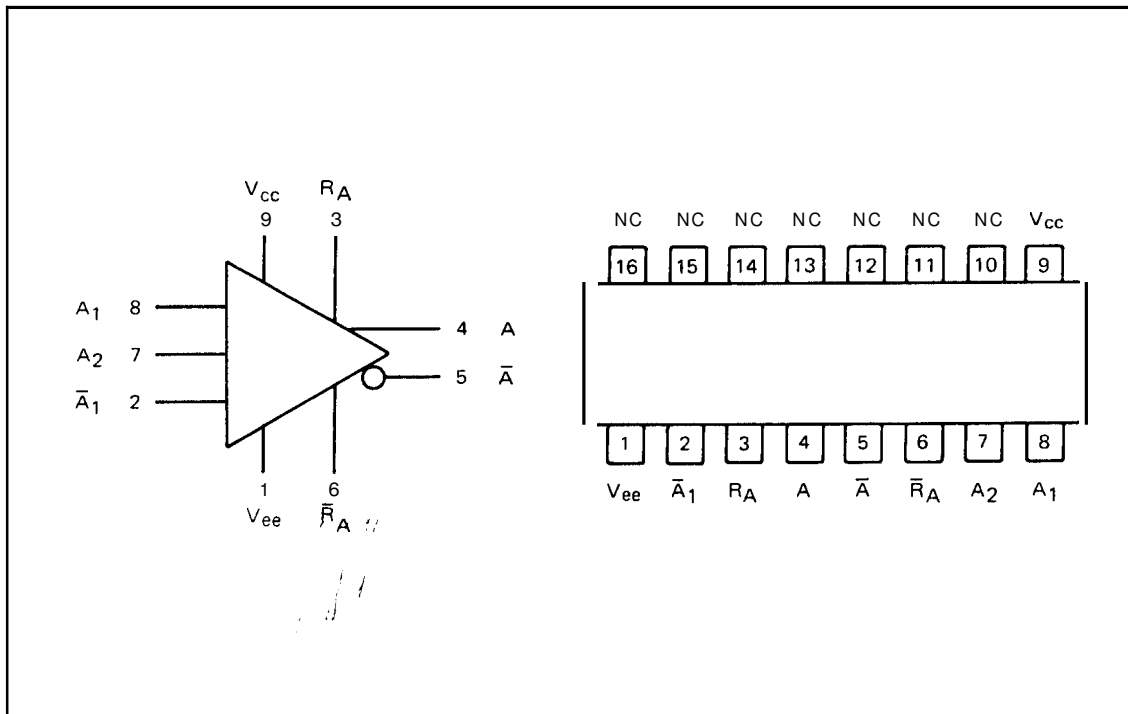 Vcc RA
9 3
A1 8
A2 7
Ā1 2
4 A
5 Ā
1 6
Vee R̄A
NC NC NC NC NC NC NC Vcc
16 15 14 13 12 11 10 9
1 2 3 4 5 6 7 8
Vee Ā1 RA A Ā R̄A A2 A1